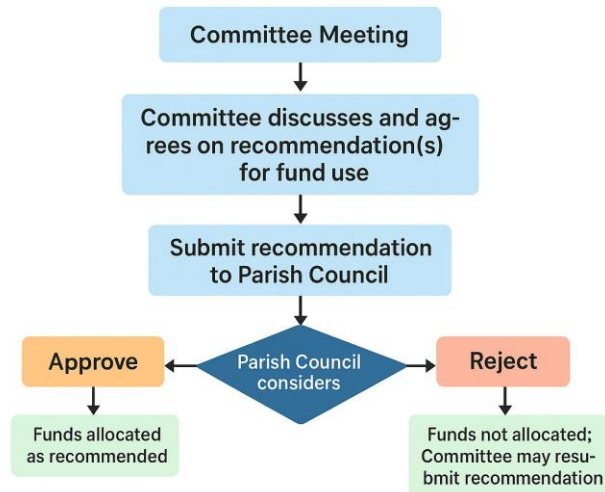 Committee Meeting
Committee discusses and ag-
rees on recommendation(s)
for fund use
Submit recommendation
to Parish Council
Parish Council
considers
Approve
Reject
Funds allocated
as recommended
Funds not allocated;
Committee may resu-
bmit recommendation